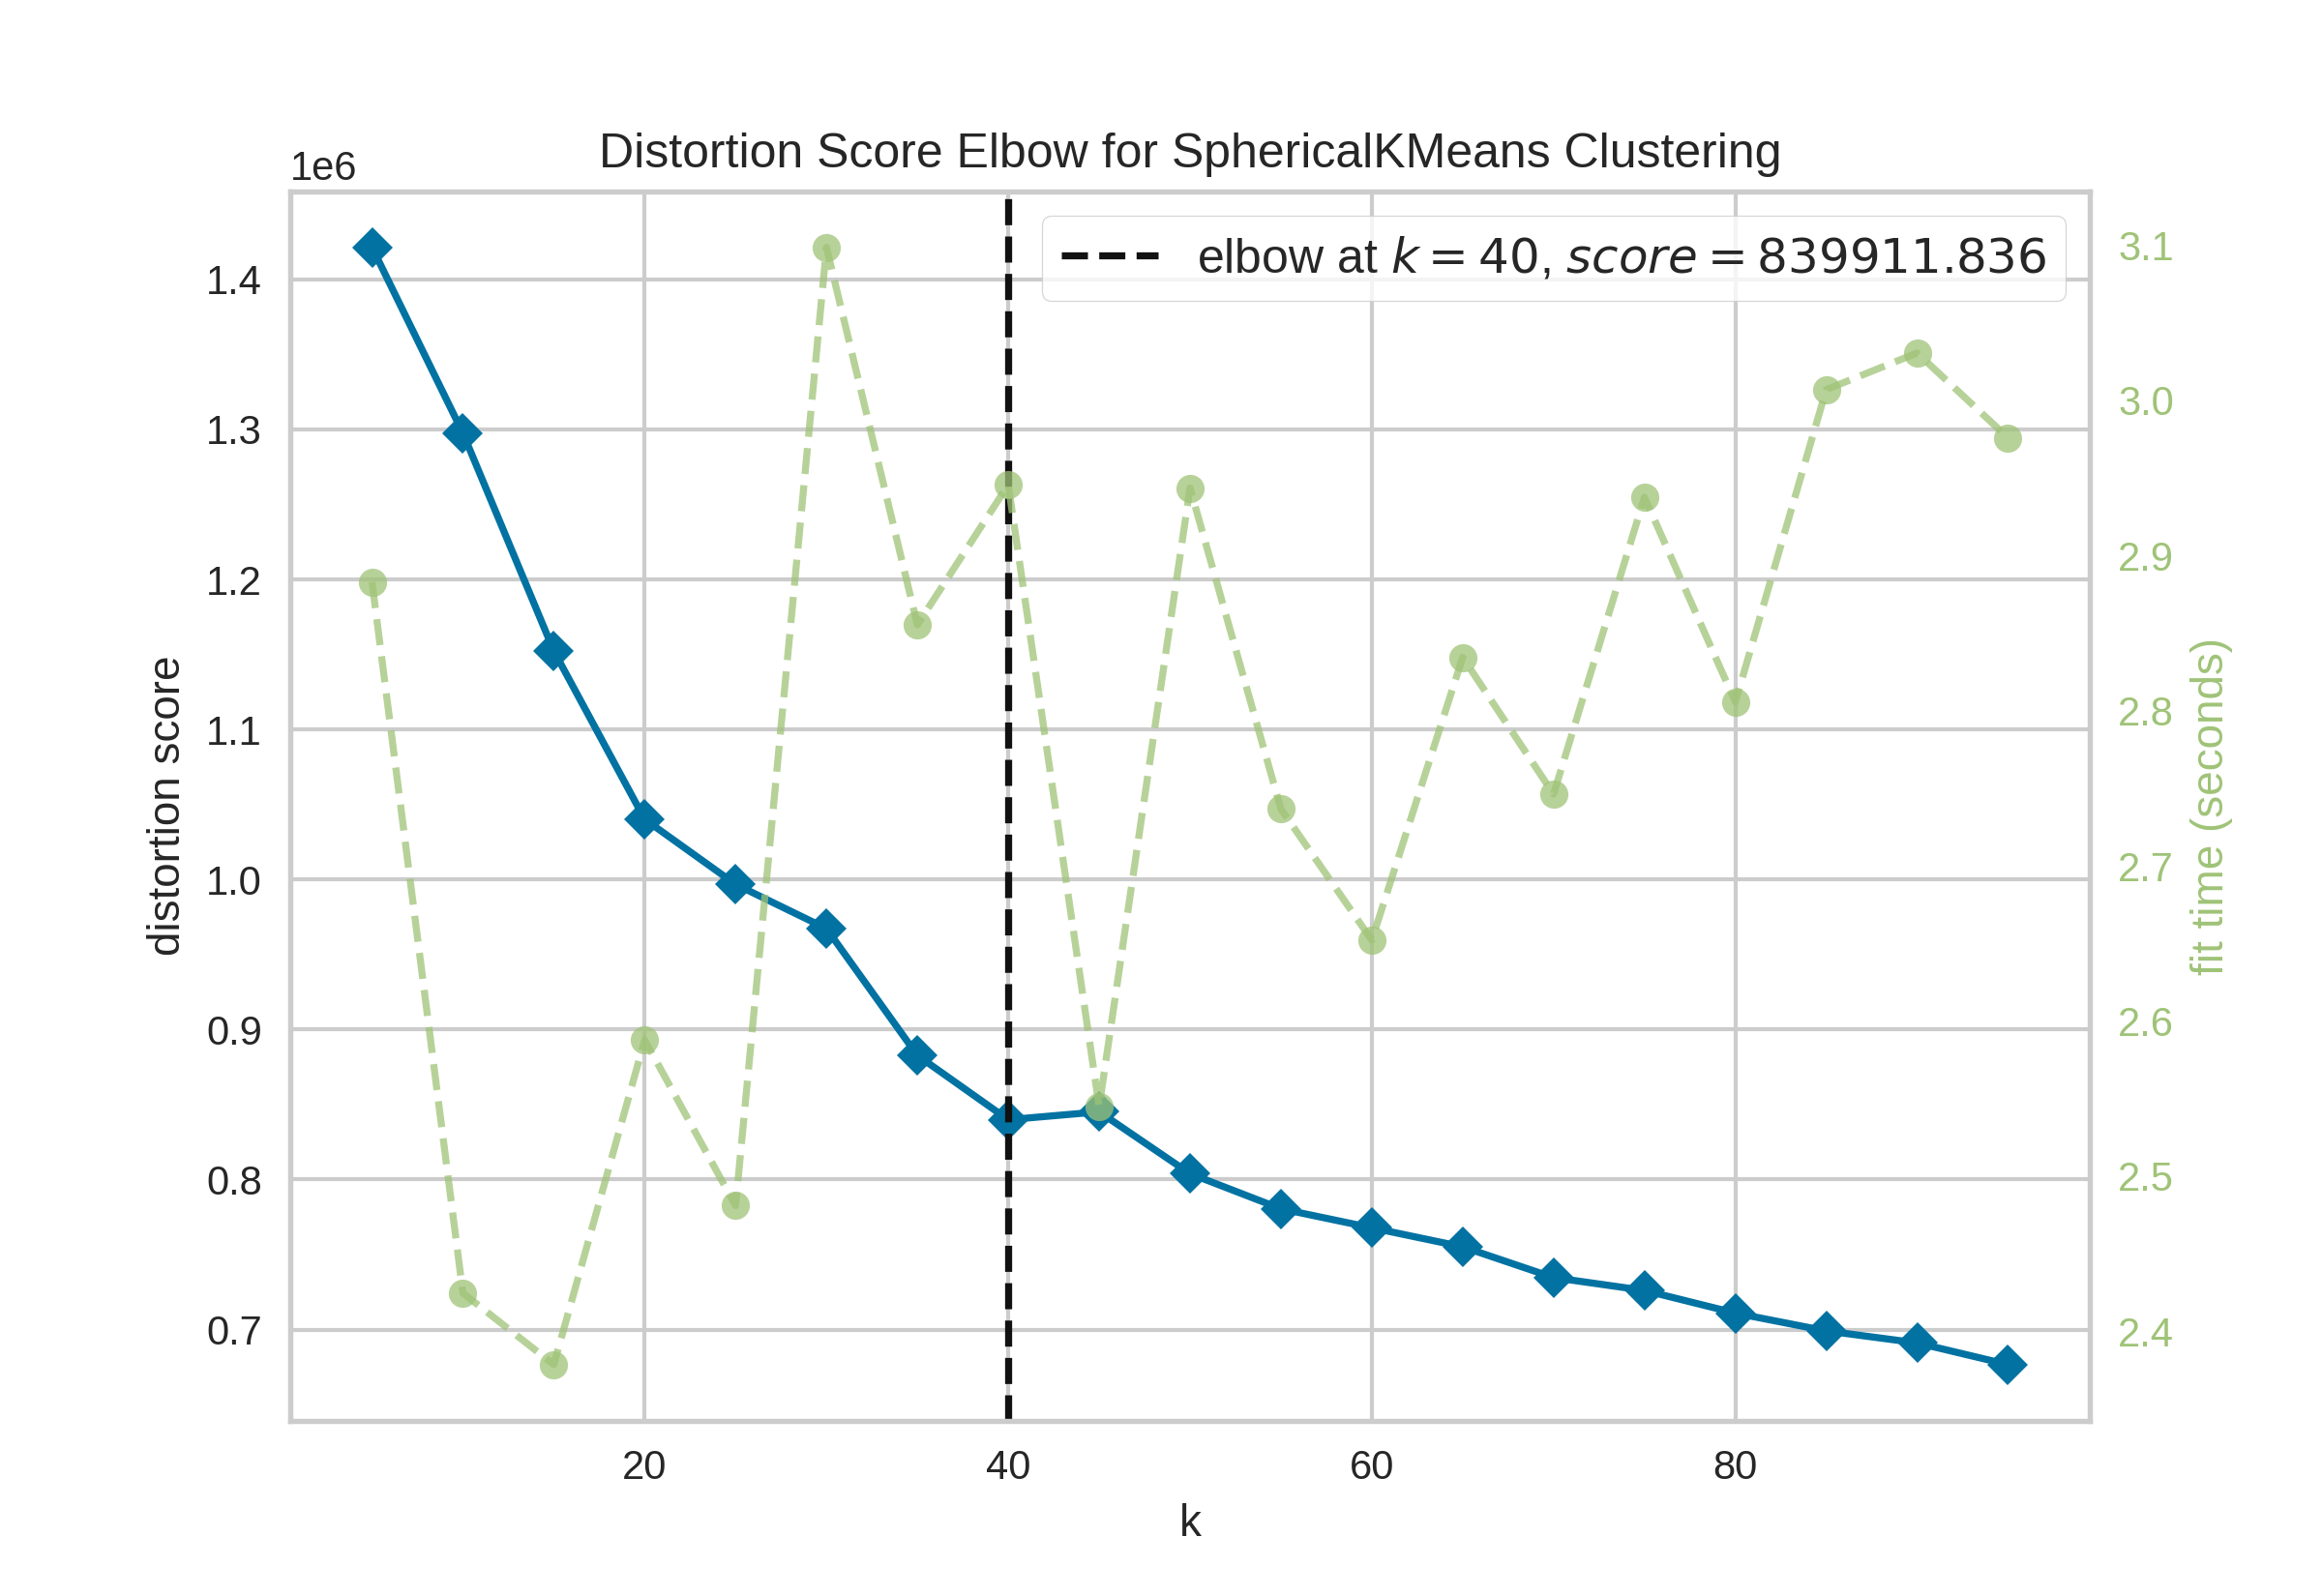 Distortion Score Elbow for SphericalKMeans Clustering
1e6
elbow at k = 40, score = 839911.836
1.4
1.3
1.2
1.1
1.0
0.9
0.8
0.7
distortion score
3.1
3.0
2.9
2.8
2.7
2.6
2.5
2.4
fit time (seconds)
20 40 60 80
k